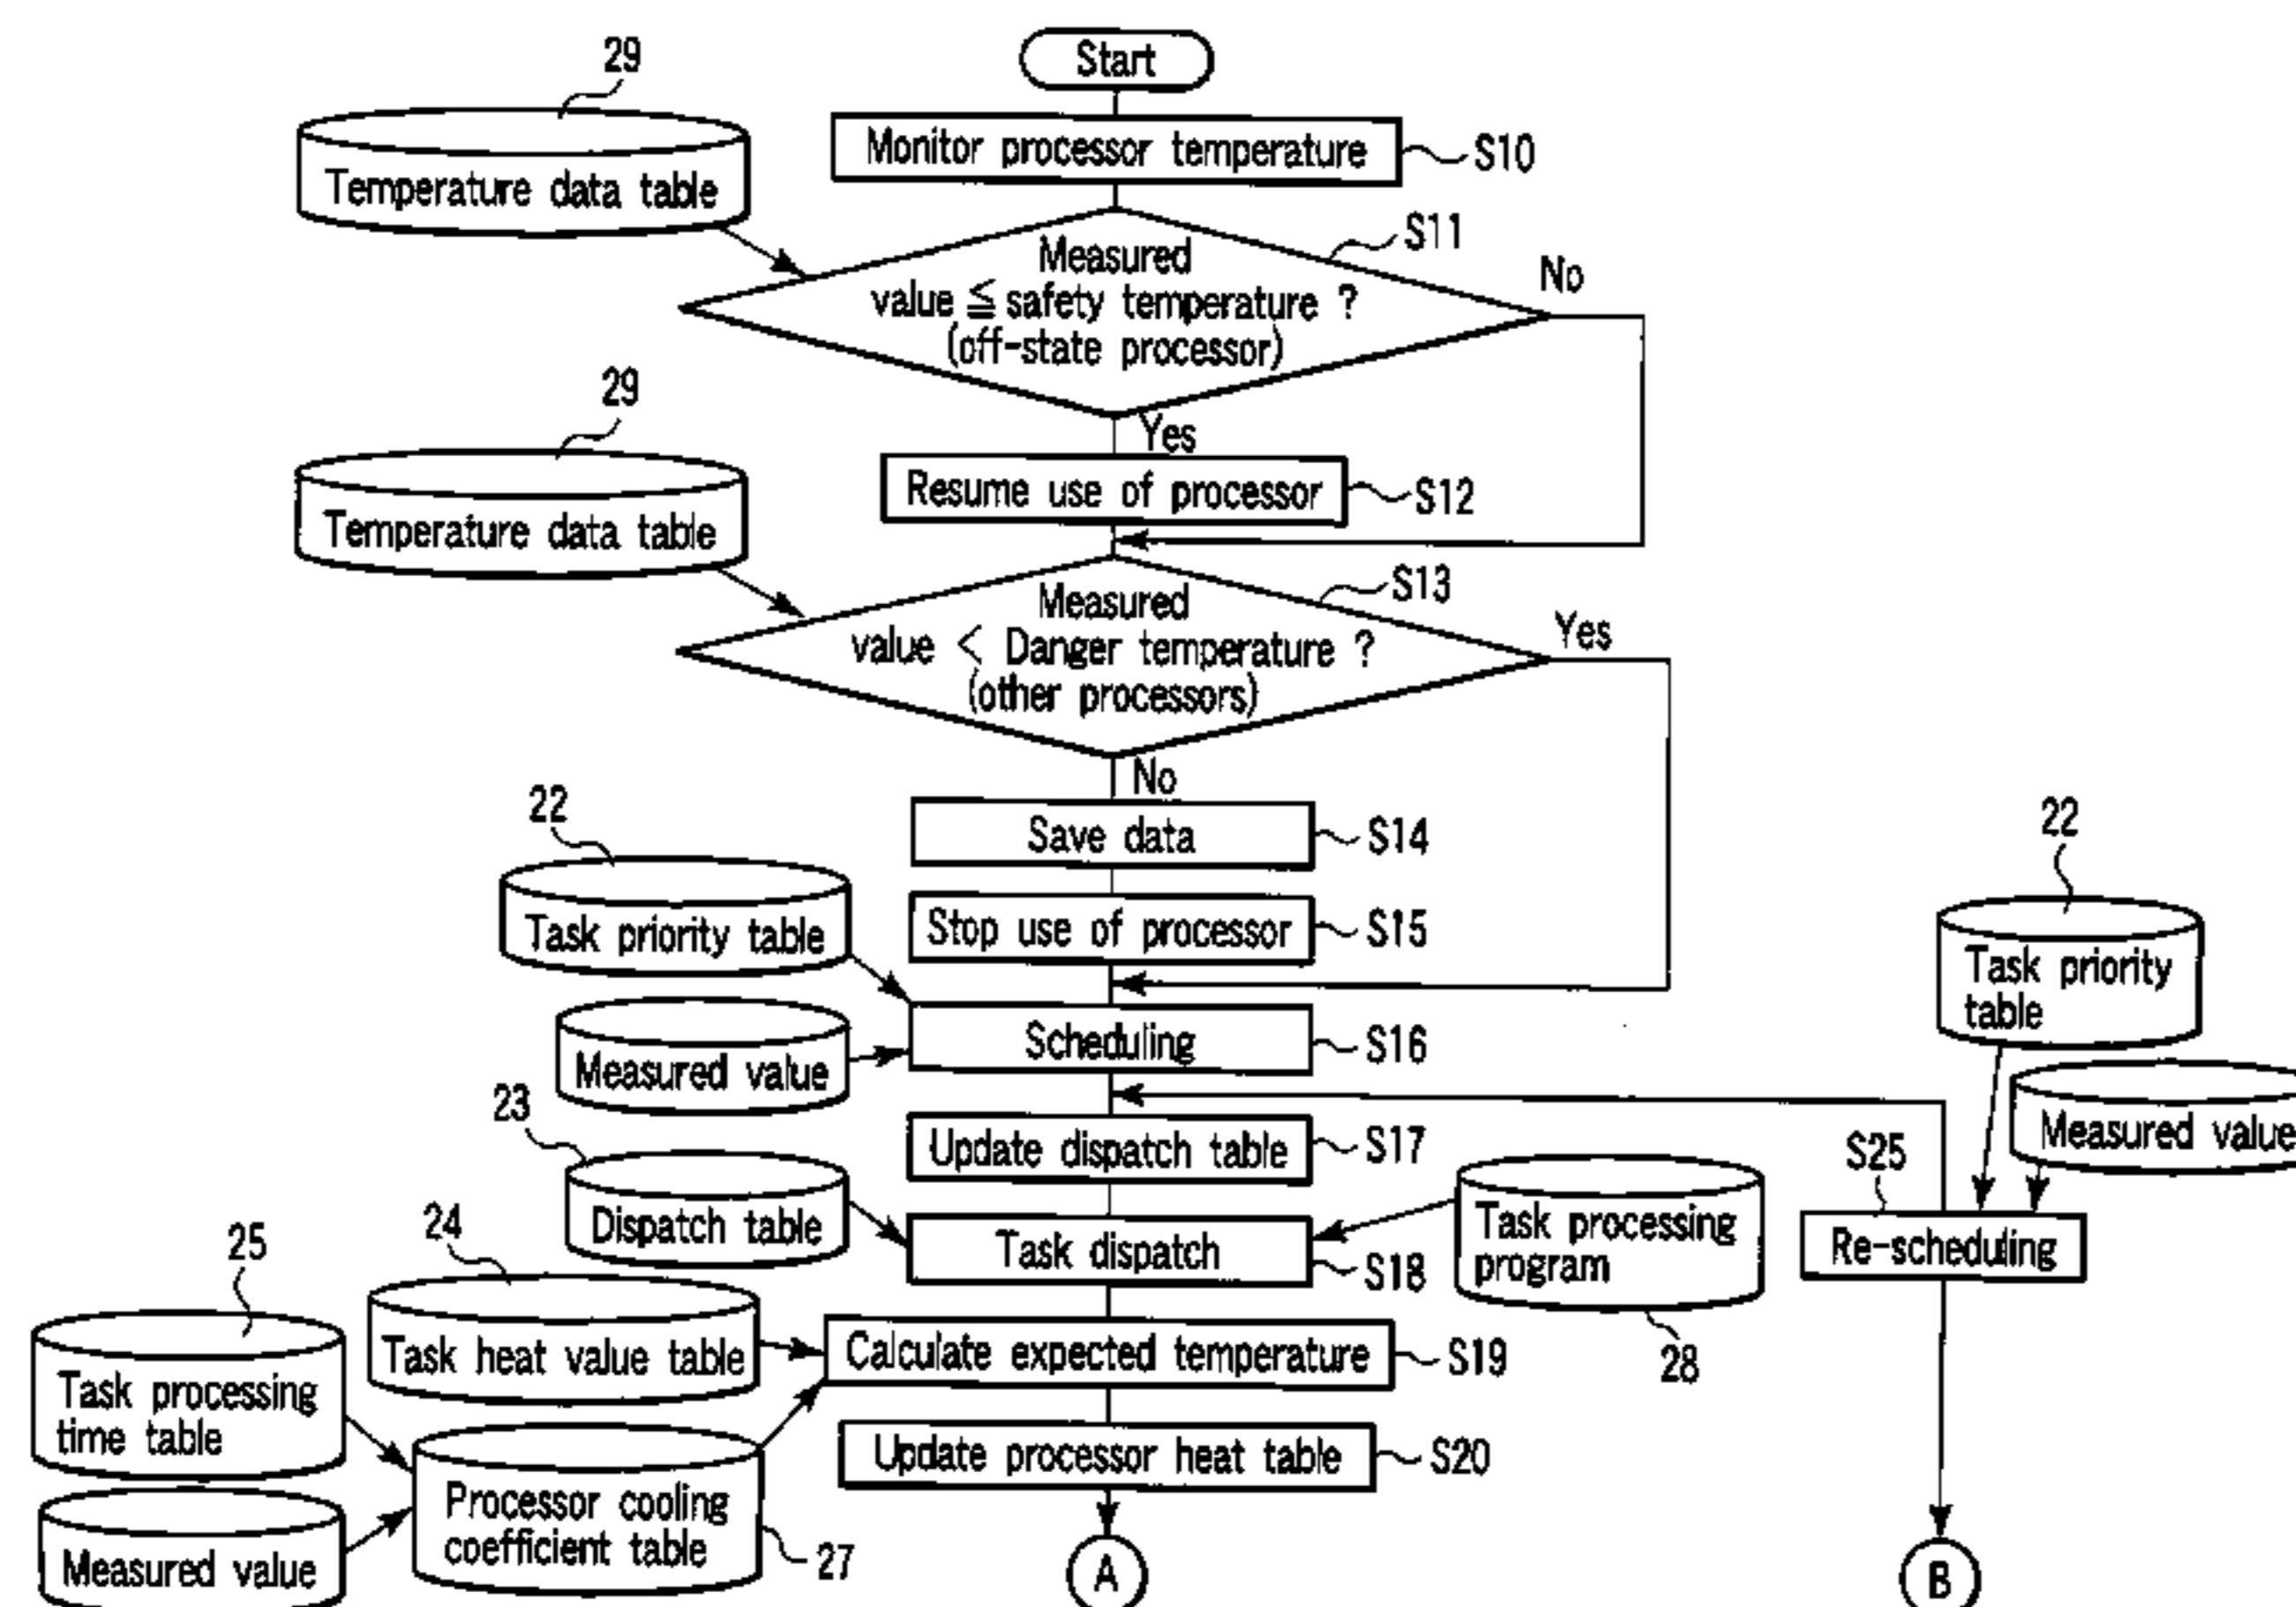 Start
29
Monitor processor temperature
S10
Temperature data table
S11
Measured
value ≦ safety temperature ?
(off-state processor)
No
29
Yes
Resume use of processor
S12
Temperature data table
S13
Measured
value < Danger temperature ?
(other processors)
Yes
No
22
Save data
S14
22
Task priority table
Stop use of processor
S15
Task priority
table
Measured value
Scheduling
S16
23
Measured value
Update dispatch table
S17
S25
Dispatch table
Task dispatch
S18
Task processing
program
28
Re-scheduling
25
24
Task heat value table
Calculate expected temperature
S19
Task processing
time table
Update processor heat table
S20
Measured value
Processor cooling
coefficient table
27
A
B